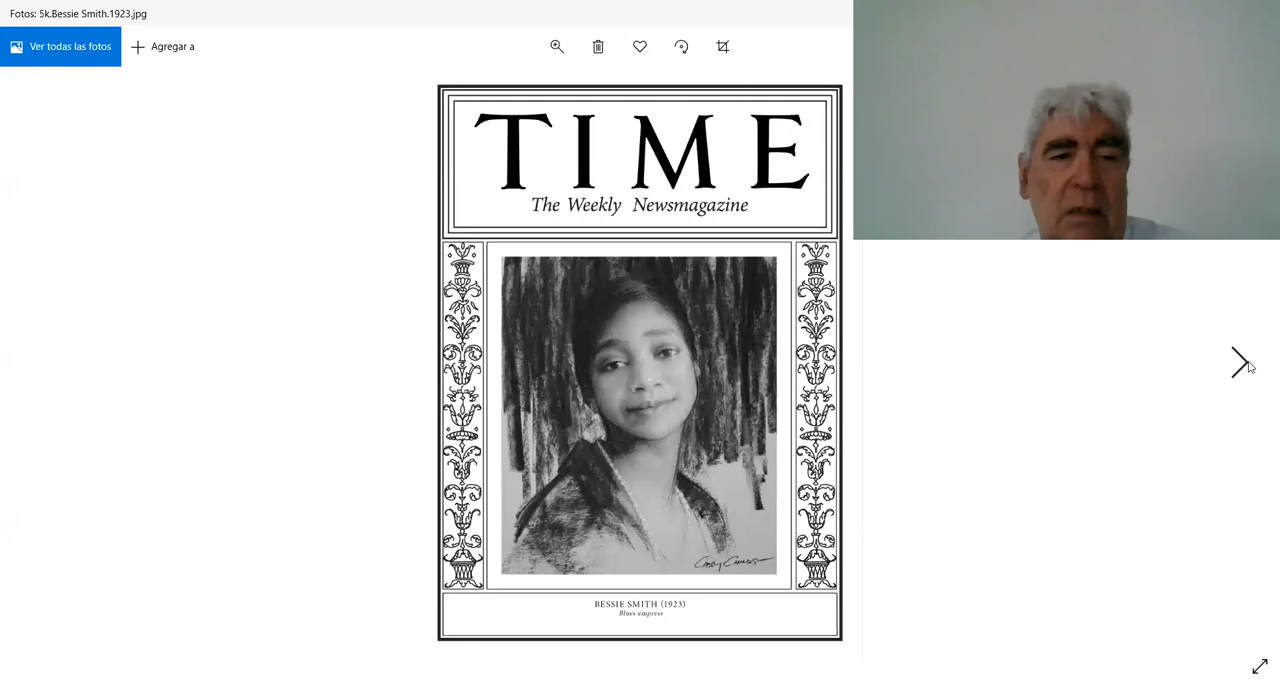 Fotos: 5k.Bessie Smith.1923.jpg
Ver todas las fotos
Agregar a
TIME
The Weekly Newsmagazine
BESSIE SMITH (1923)
Blues empress